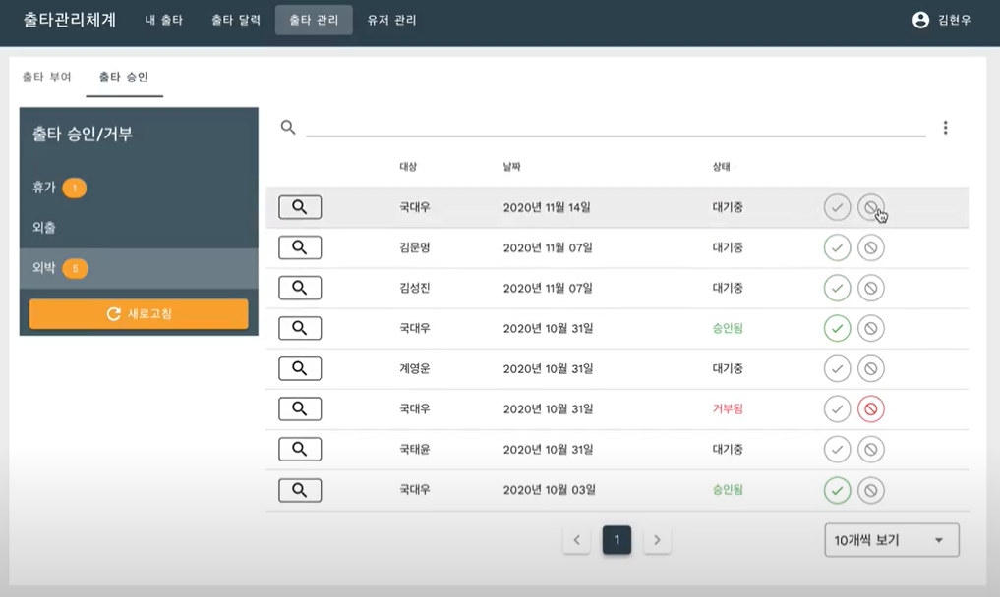 출타관리체계 내 출타 출타 달력 출타 관리 유저 관리 김현우
출타 부여 출타 승인
출타 승인/거부
휴가 1
외출
외박 5
새로고침
대상 날짜 상태
국대우 2020년 11월 14일 대기중
김문명 2020년 11월 07일 대기중
김성진 2020년 11월 07일 대기중
국대우 2020년 10월 31일 승인됨
계영운 2020년 10월 31일 대기중
국대우 2020년 10월 31일 거부됨
국태윤 2020년 10월 31일 대기중
국대우 2020년 10월 03일 승인됨
1
10개씩 보기